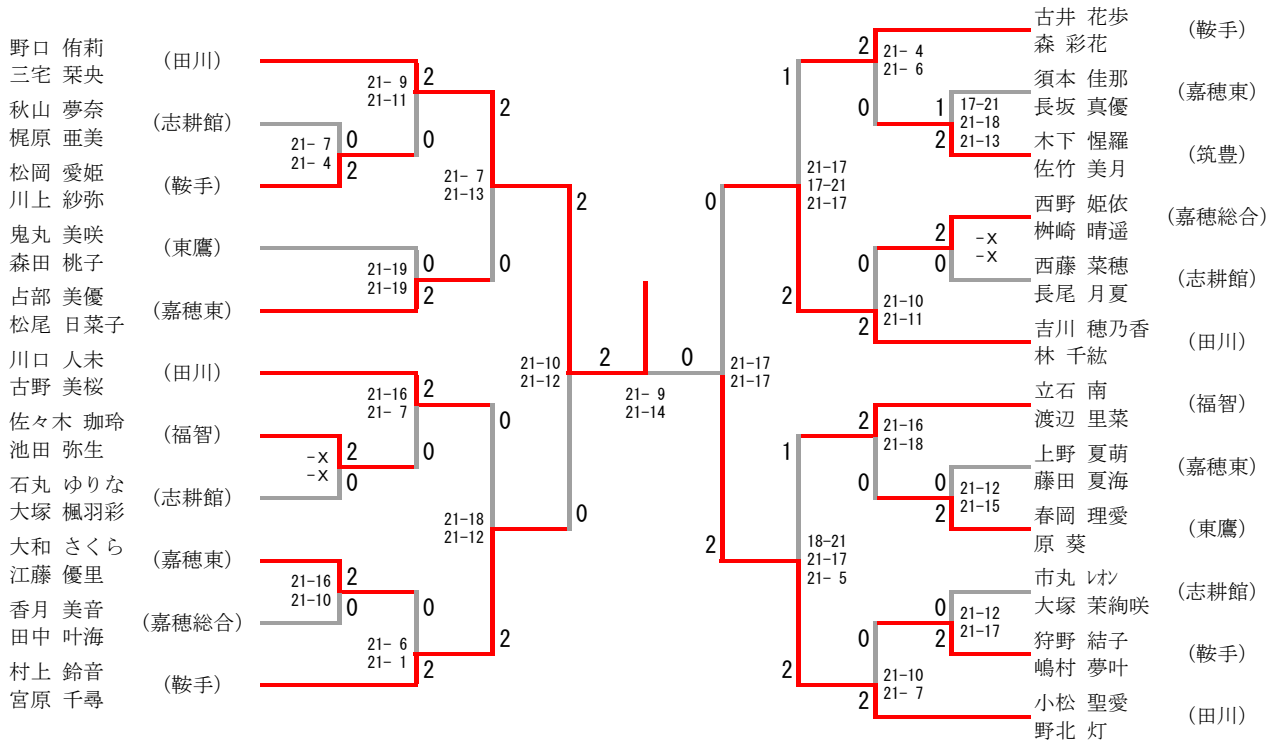 野口 侑莉
三宅 栞央
(田川)
秋山 夢奈
梶原 亜美
(志耕館)
松岡 愛姫
川上 紗弥
(鞍手)
鬼丸 美咲
森田 桃子
(東鷹)
占部 美優
松尾 日菜子
(嘉穂東)
川口 人未
古野 美桜
(田川)
佐々木 珈玲
池田 弥生
(福智)
石丸 ゆりな
大塚 楓羽彩
(志耕館)
大和 さくら
江藤 優里
(嘉穂東)
香月 美音
田中 叶海
(嘉穂総合)
村上 鈴音
宮原 千尋
(鞍手)
21- 7
21- 4
0
2
-X
-X
2
0
21-16
21-10
2
0
21- 9
21-11
2
0
21-19
21-19
0
2
21-16
21- 7
2
0
21- 6
21- 1
0
2
21- 7
21-13
2
0
21-18
21-12
0
2
21-10
21-12
2
0
2
0
21- 9
21-14
21-17
21-17
0
2
21-17
17-21
21-17
1
2
18-21
21-17
21- 5
1
2
21- 4
21- 6
2
0
21-10
21-11
0
2
21-16
21-18
2
0
21-10
21- 7
0
2
17-21
21-18
21-13
1
2
-X
-X
2
0
21-12
21-15
0
2
21-12
21-17
0
2
古井 花歩
森 彩花
(鞍手)
須本 佳那
長坂 真優
(嘉穂東)
木下 惺羅
佐竹 美月
(筑豊)
西野 姫依
桝崎 晴遥
(嘉穂総合)
西藤 菜穂
長尾 月夏
(志耕館)
吉川 穂乃香
林 千紘
(田川)
立石 南
渡辺 里菜
(福智)
上野 夏萌
藤田 夏海
(嘉穂東)
春岡 理愛
原 葵
(東鷹)
市丸 ﾚｵﾝ
大塚 茉絢咲
(志耕館)
狩野 結子
嶋村 夢叶
(鞍手)
小松 聖愛
野北 灯
(田川)